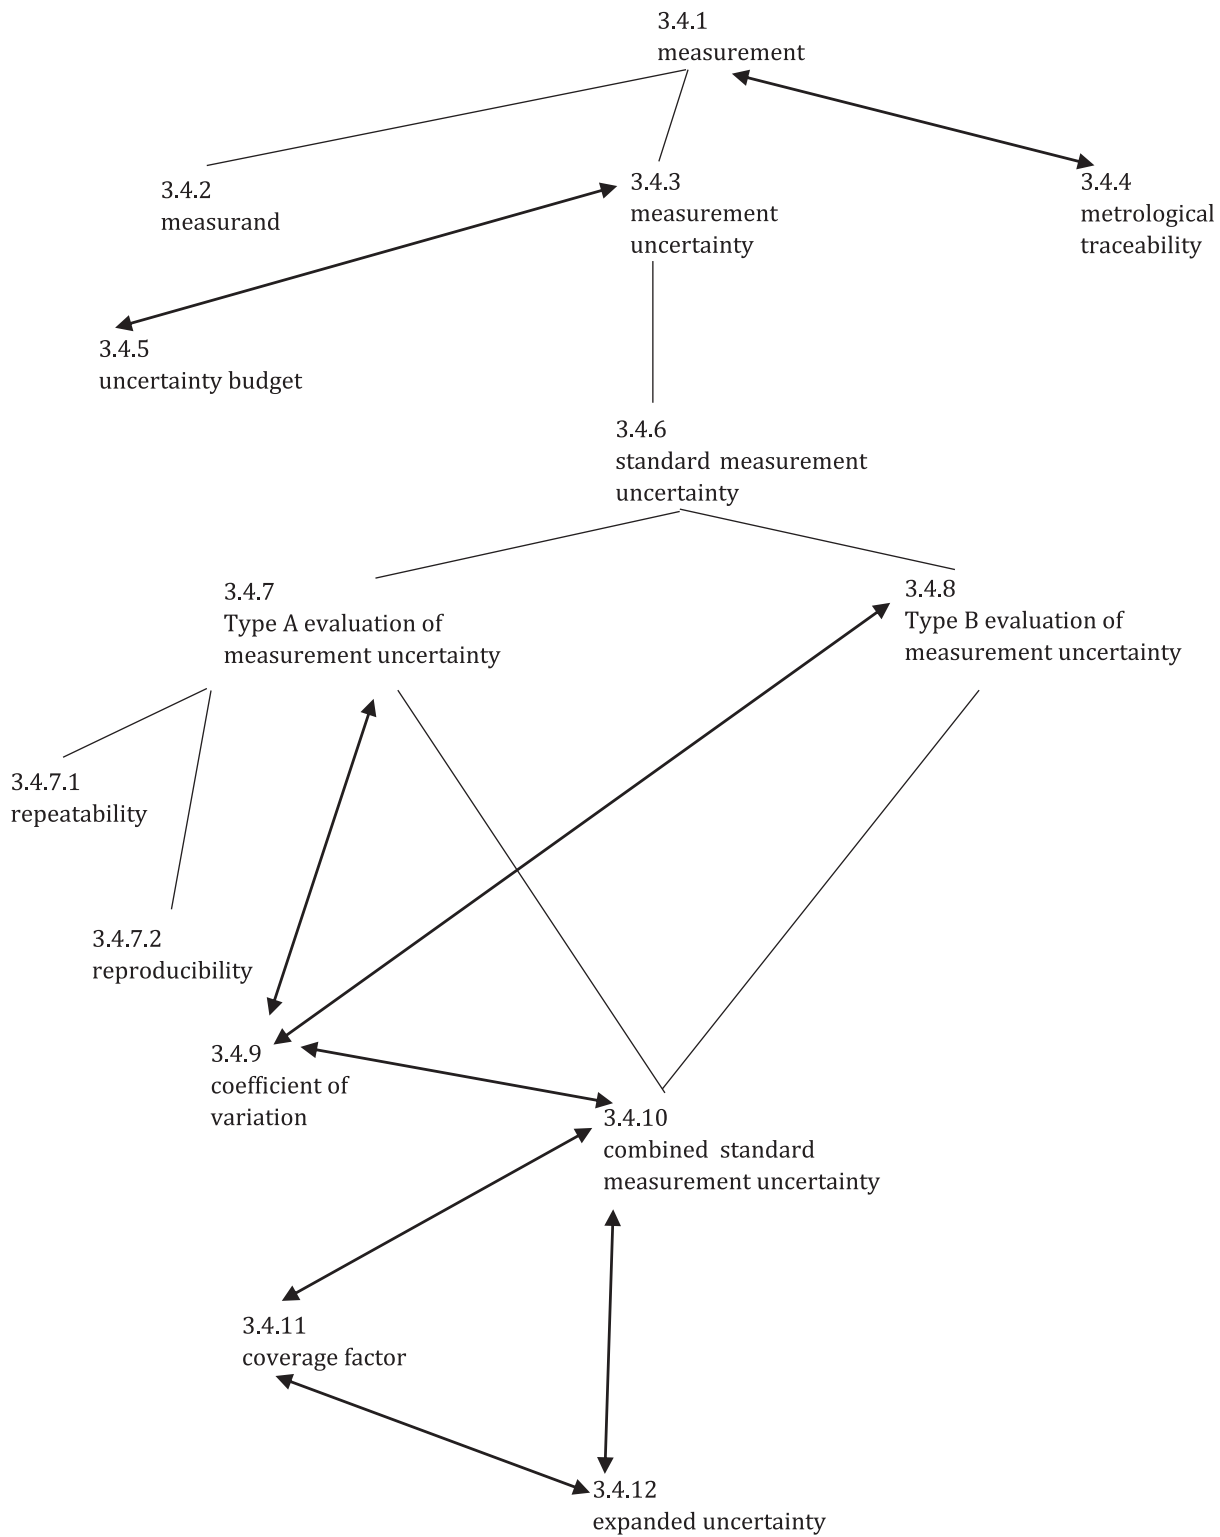 3.4.1
measurement
3.4.2
measurand
3.4.3
measurement
uncertainty
3.4.4
metrological
traceability
3.4.5
uncertainty budget
3.4.6
standard measurement
uncertainty
3.4.7
Type A evaluation of
measurement uncertainty
3.4.8
Type B evaluation of
measurement uncertainty
3.4.7.1
repeatability
3.4.7.2
reproducibility
3.4.9
coefficient of
variation
3.4.10
combined standard
measurement uncertainty
3.4.11
coverage factor
3.4.12
expanded uncertainty